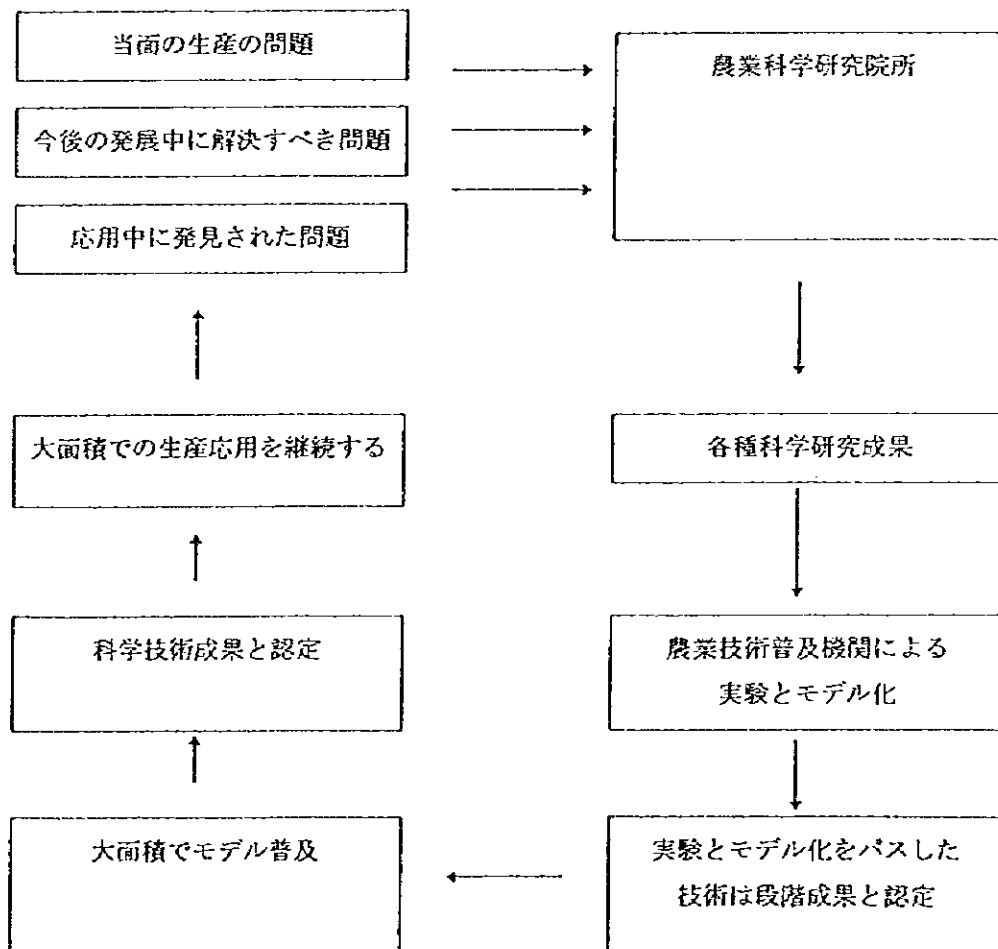 当面の生産の問題
今後の発展中に解決すべき問題
応用中に発見された問題
農業科学研究院所
各種科学研究成果
農業技術普及機関による
実験とモデル化
実験とモデル化をパスした
技術は段階成果と認定
大面積でモデル普及
科学技術成果と認定
大面積での生産応用を継続する